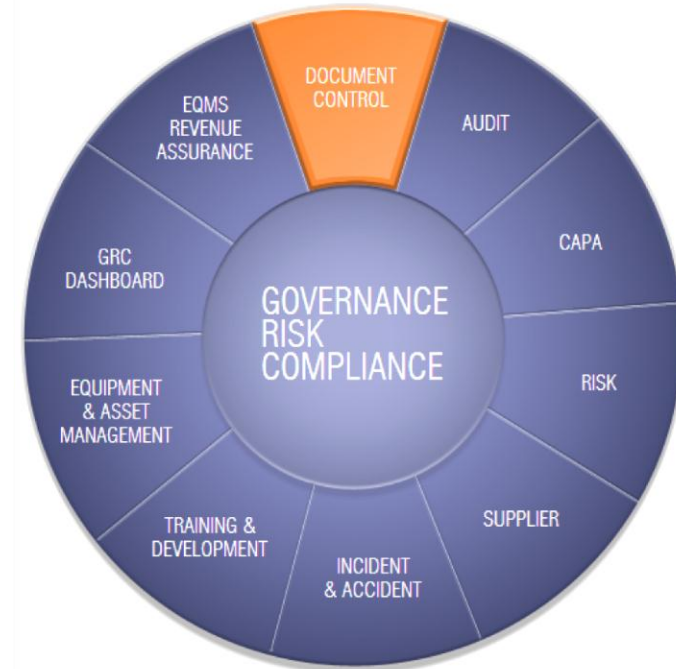 DOCUMENT
CONTROL
AUDIT
CAPA
RISK
SUPPLIER
INCIDENT
& ACCIDENT
TRAINING &
DEVELOPMENT
EQUIPMENT
& ASSET
MANAGEMENT
GRC
DASHBOARD
EQMS
REVENUE
ASSURANCE
GOVERNANCE
RISK
COMPLIANCE